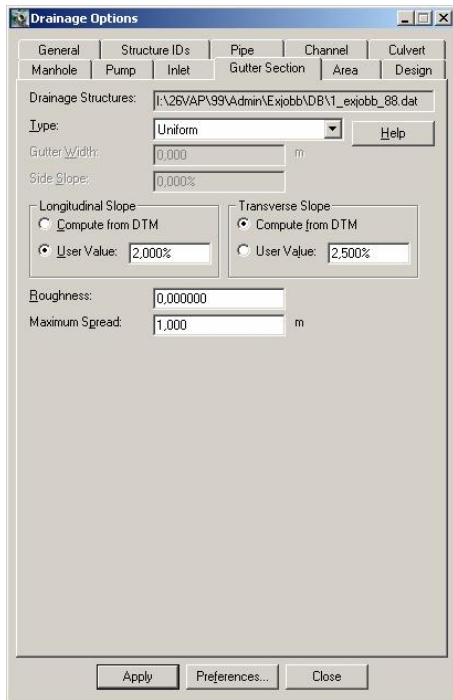 Drainage Options
General Structure IDs Pipe Channel Culvert
Manhole Pump Inlet Gutter Section Area Design
Drainage Structures: I:\26VAP\99\Admin\Exjobb\DB\1_exjobb_88.dat
Type: Uniform Help
Gutter Width: 0,000 m
Side Slope: 0,000%
Longitudinal Slope Transverse Slope
Compute from DTM Compute from DTM
User Value: 2,000% User Value: 2,500%
Roughness: 0,000000
Maximum Spread: 1,000 m
Apply Preferences... Close